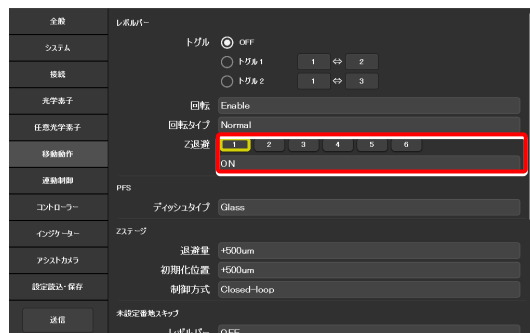 全般
システム
接続
光学素子
任意光学素子
移動動作
連動制御
コントローラー
インジケーター
アシストカメラ
設定読込・保存
送信
レボルバー
トグル OFF
トグル1 1 ⇔ 2
トグル2 1 ⇔ 3
回転 Enable
回転タイプ Normal
Z退避 1 2 3 4 5 6
ON
PFS
ディッシュタイプ Glass
Zステージ
退避量 +500um
初期化位置 +500um
制御方式 Closed-loop
未設定番地スキップ
レボルバー OFF